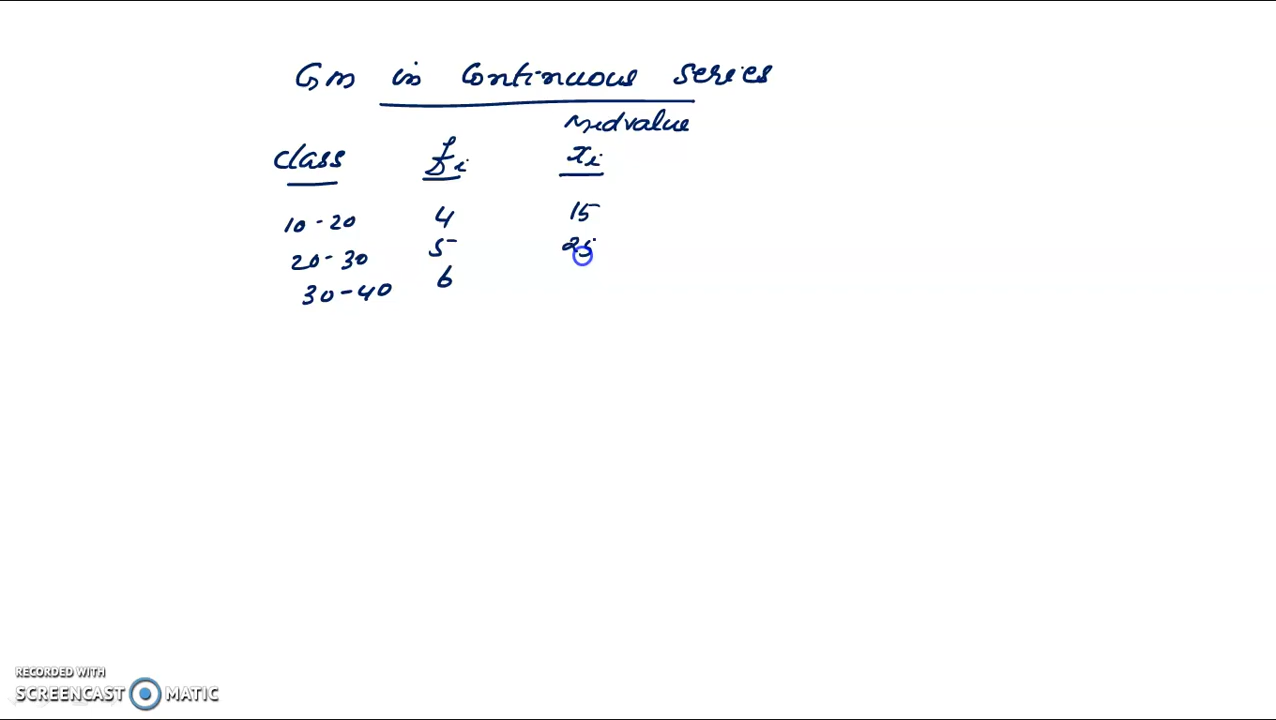 Gm in Continuous series
midvalue
class fi xi
10-20 4 15
20-30 5 25
30-40 6
RECORDED WITH
SCREENCAST MATIC